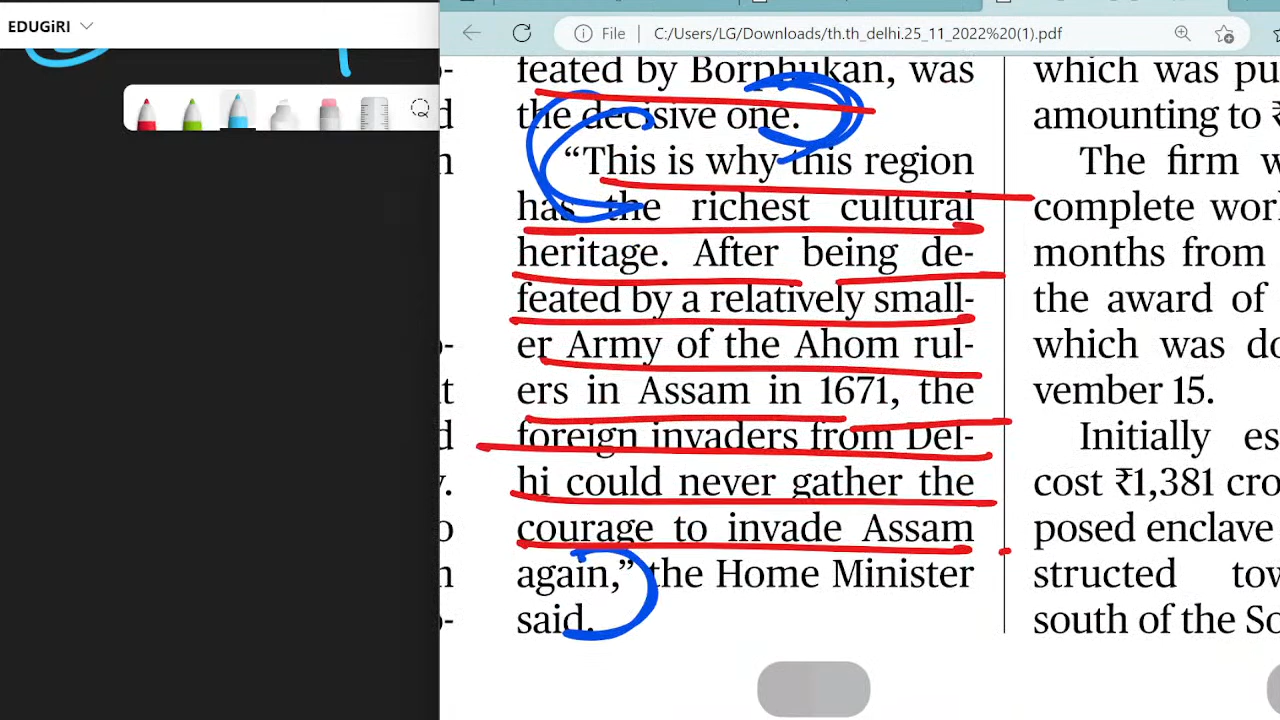 EDUGiRI
File
C:/Users/LG/Downloads/th.th_delhi.25_11_2022%20(1).pdf
o-
d
m
o-
t
d
y.
o
m
o-
feated by Borphukan, was
the decisive one.
“This is why this region
has the richest cultural
heritage. After being de-
feated by a relatively small-
er Army of the Ahom rul-
ers in Assam in 1671, the
foreign invaders from Del-
hi could never gather the
courage to invade Assam
again,” the Home Minister
said.
which was pu
amounting to ₹
The firm w
complete worl
months from
the award of
which was do
vember 15.
Initially es
cost ₹1,381 cro
posed enclave
structed tow
south of the So